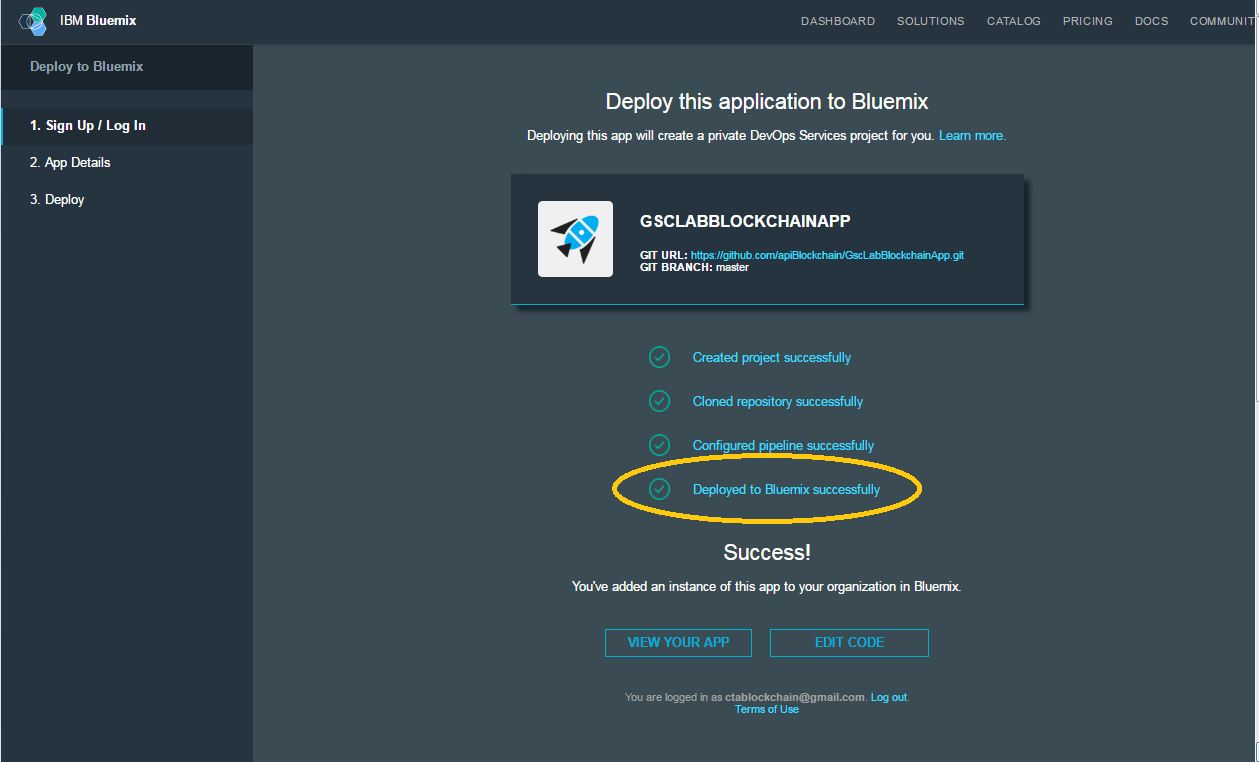 IBM Bluemix
DASHBOARD SOLUTIONS CATALOG PRICING DOCS COMMUNIT
Deploy to Bluemix
1. Sign Up / Log In
2. App Details
3. Deploy
Deploy this application to Bluemix
Deploying this app will create a private DevOps Services project for you. Learn more.
GSCLABBLOCKCHAINAPP
GIT URL: https://github.com/apiBlockchain/GscLabBlockchainApp.git
GIT BRANCH: master
Created project successfully
Cloned repository successfully
Configured pipeline successfully
Deployed to Bluemix successfully
Success!
You've added an instance of this app to your organization in Bluemix.
VIEW YOUR APP EDIT CODE
You are logged in as ctablockchain@gmail.com. Log out.
Terms of Use